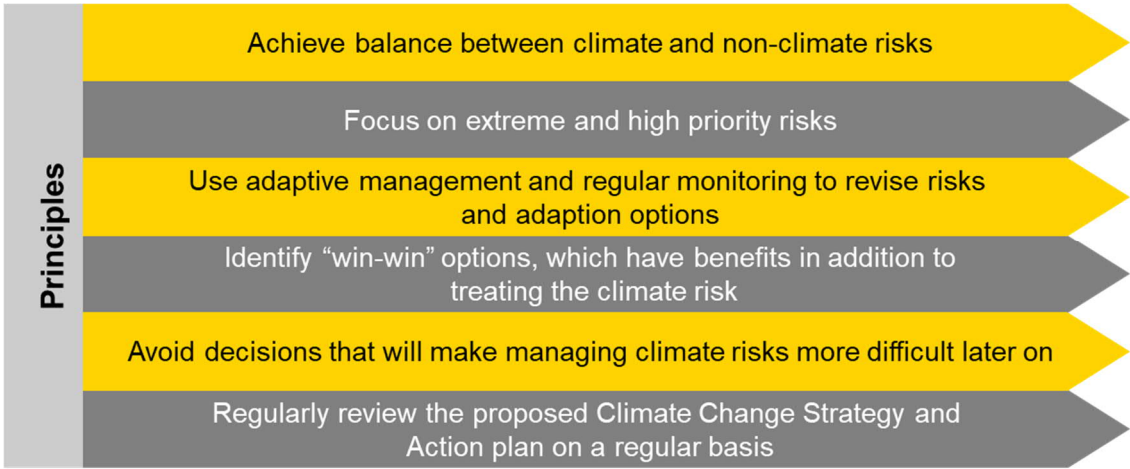 Principles
Achieve balance between climate and non-climate risks
Focus on extreme and high priority risks
Use adaptive management and regular monitoring to revise risks
and adaption options
Identify “win-win” options, which have benefits in addition to
treating the climate risk
Avoid decisions that will make managing climate risks more difficult later on
Regularly review the proposed Climate Change Strategy and
Action plan on a regular basis